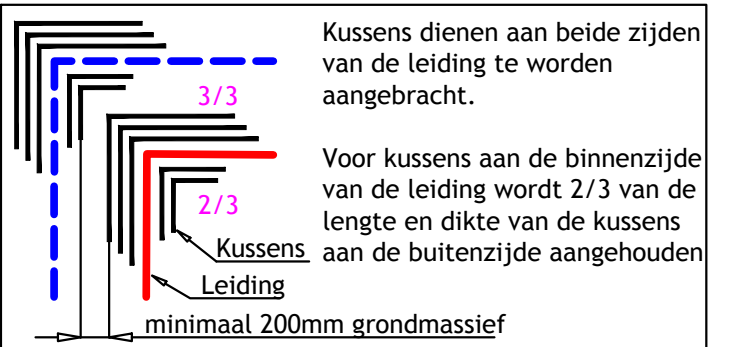 Kussens dienen aan beide zijden
van de leiding te worden
aangebracht.
3/3
Voor kussens aan de binnenzijde
van de leiding wordt 2/3 van de
lengte en dikte van de kussens
aan de buitenzijde aangehouden
2/3
Kussens
Leiding
minimaal 200mm grondmassief